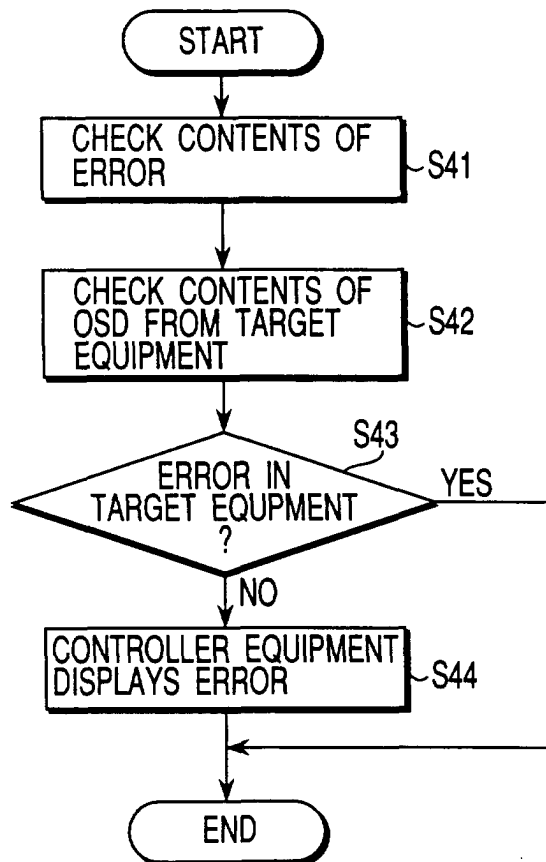 START
CHECK CONTENTS OF
ERROR
S41
CHECK CONTENTS OF
OSD FROM TARGET
EQUIPMENT
S42
S43
ERROR IN
TARGET EQUPMENT
?
YES
NO
CONTROLLER EQUIPMENT
DISPLAYS ERROR
S44
END